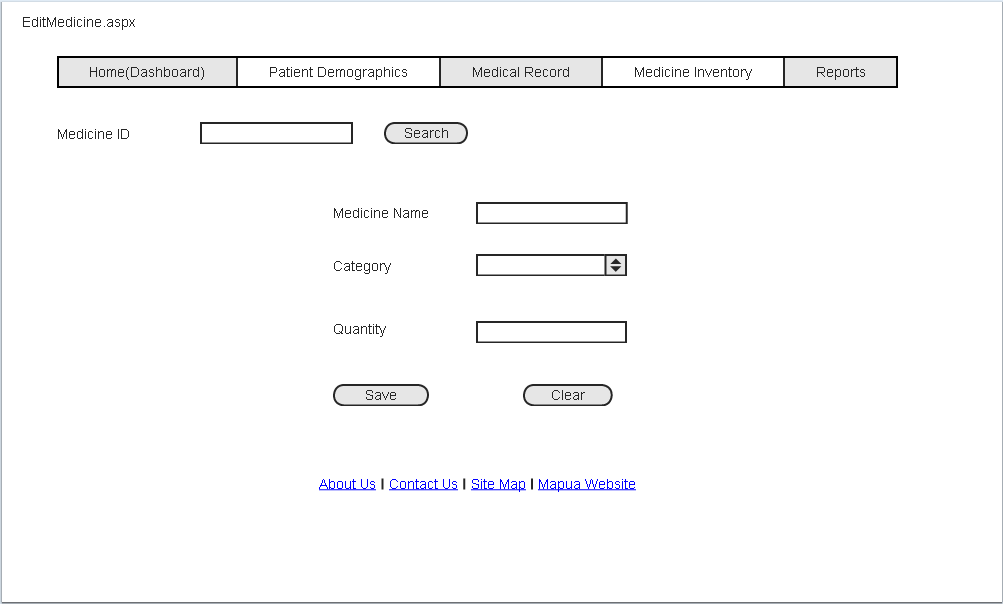 EditMedicine.aspx
Home(Dashboard) Patient Demographics Medical Record Medicine Inventory Reports
Medicine ID Search
Medicine Name
Category
Quantity
Save Clear
About Us | Contact Us | Site Map | Mapua Website